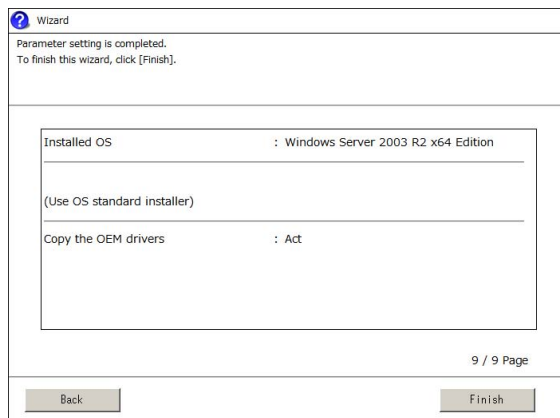 Wizard
Parameter setting is completed.
To finish this wizard, click [Finish].
Installed OS : Windows Server 2003 R2 x64 Edition
(Use OS standard installer)
Copy the OEM drivers : Act
9 / 9 Page
Back Finish